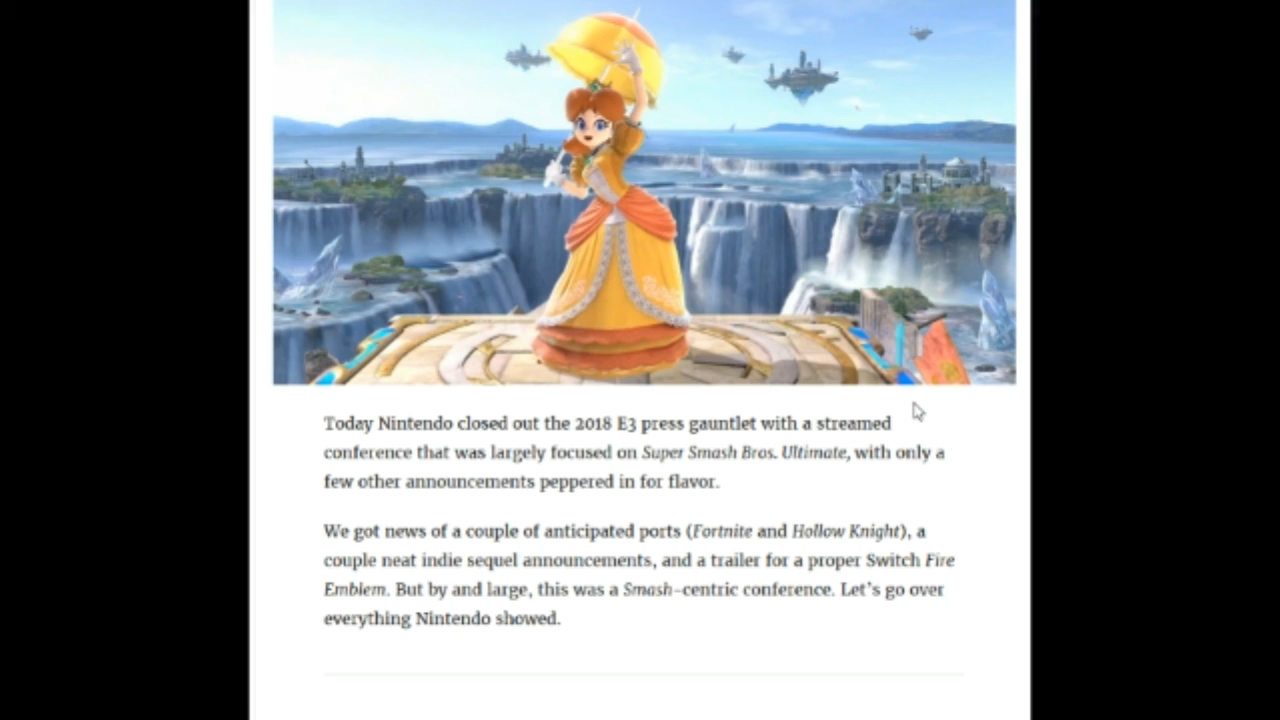 Today Nintendo closed out the 2018 E3 press gauntlet with a streamed
conference that was largely focused on Super Smash Bros. Ultimate, with only a
few other announcements peppered in for flavor.
We got news of a couple of anticipated ports (Fortnite and Hollow Knight), a
couple neat indie sequel announcements, and a trailer for a proper Switch Fire
Emblem. But by and large, this was a Smash-centric conference. Let's go over
everything Nintendo showed.